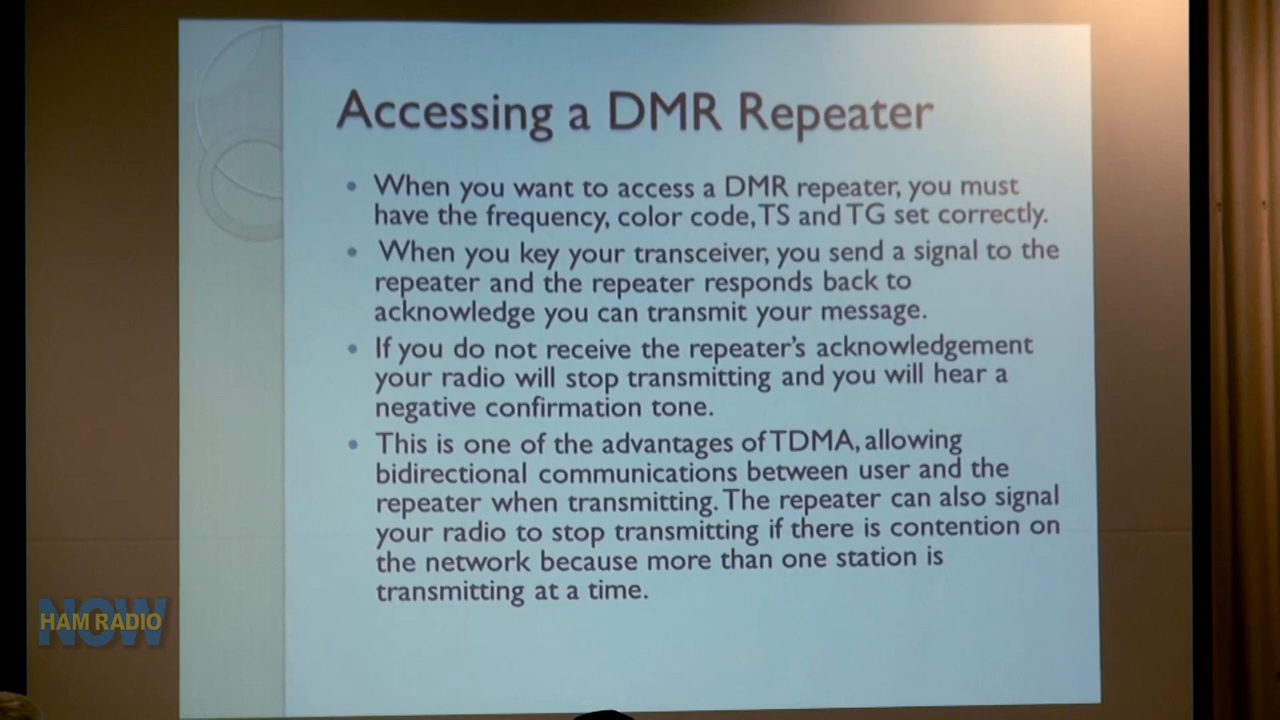 Accessing a DMR Repeater
• When you want to access a DMR repeater, you must
have the frequency, color code, TS and TG set correctly.
• When you key your transceiver, you send a signal to the
repeater and the repeater responds back to
acknowledge you can transmit your message.
• If you do not receive the repeater's acknowledgement
your radio will stop transmitting and you will hear a
negative confirmation tone.
• This is one of the advantages of TDMA, allowing
bidirectional communications between user and the
repeater when transmitting. The repeater can also signal
your radio to stop transmitting if there is contention on
the network because more than one station is
transmitting at a time.
HAM RADIO
NOW